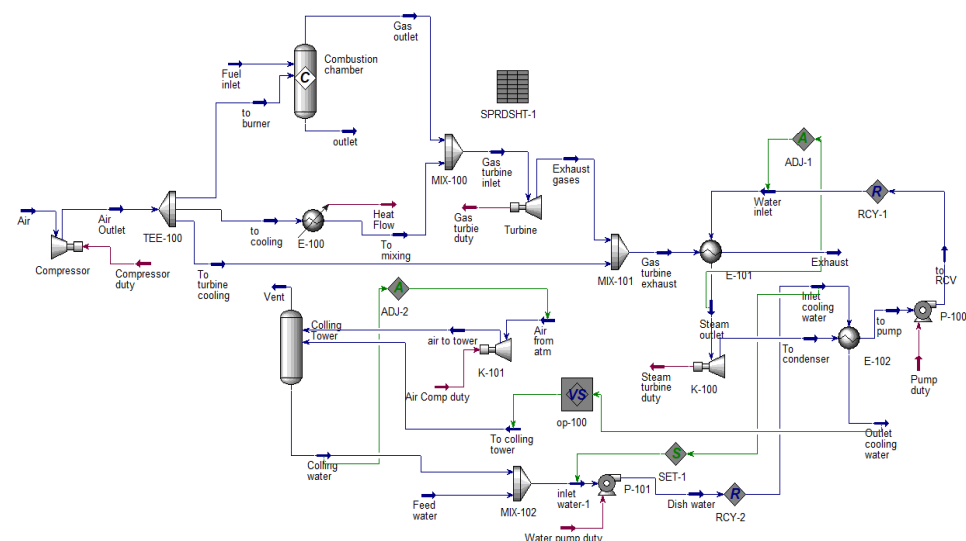 Gas
outlet
Combustion
chamber
C
Fuel
inlet
to
burner
outlet
SPRDSHT-1
MIX-100
Gas
turbine
inlet
Exhaust
gases
A
ADJ-1
Water
inlet
R
RCY-1
Air
Air
Outlet
TEE-100
to
cooling
E-100
Heat
Flow
To
mixing
Gas
turbie
duty
Turbine
Compressor
Compressor
duty
To
turbine
cooling
MIX-101
Gas
turbine
exhaust
E-101
Exhaust
to
RCV
Vent
A
ADJ-2
Colling
Tower
air to tower
Air
from
atm
K-101
Air Comp duty
Steam
outlet
Inlet
cooling
water
to
pump
P-100
To
condenser
E-102
Steam
turbine
duty
K-100
Pump
duty
VS
op-100
To colling
tower
Outlet
cooling
water
Colling
water
S
SET-1
Feed
water
MIX-102
inlet
water-1
P-101
Dish water
R
RCY-2
Water pump duty